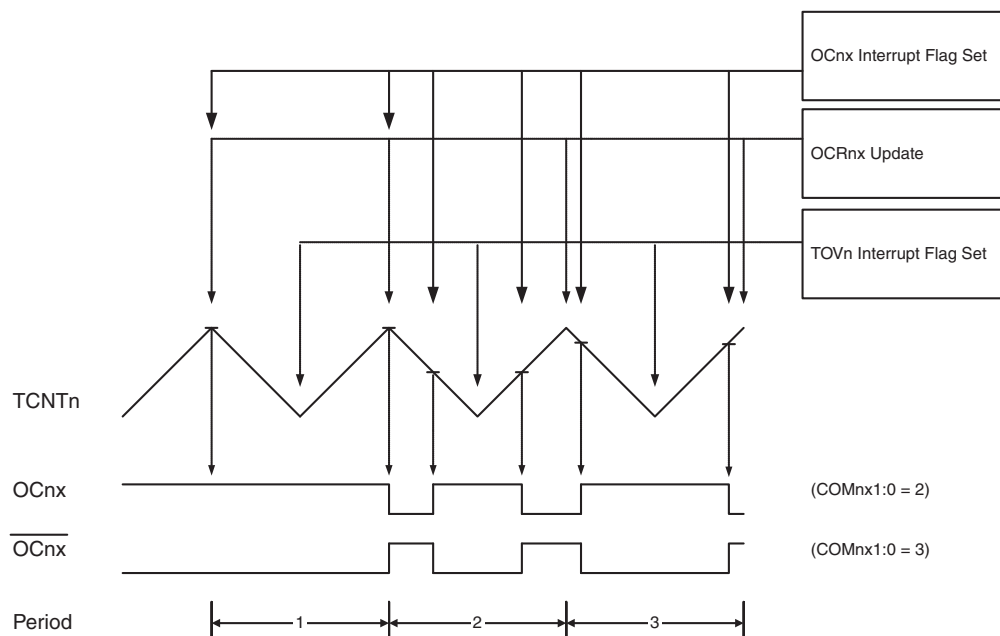 OCnx Interrupt Flag Set
OCRnx Update
TOVn Interrupt Flag Set
TCNTn
OCnx (COMnx1:0 = 2)
OCnx (COMnx1:0 = 3)
Period 1 2 3